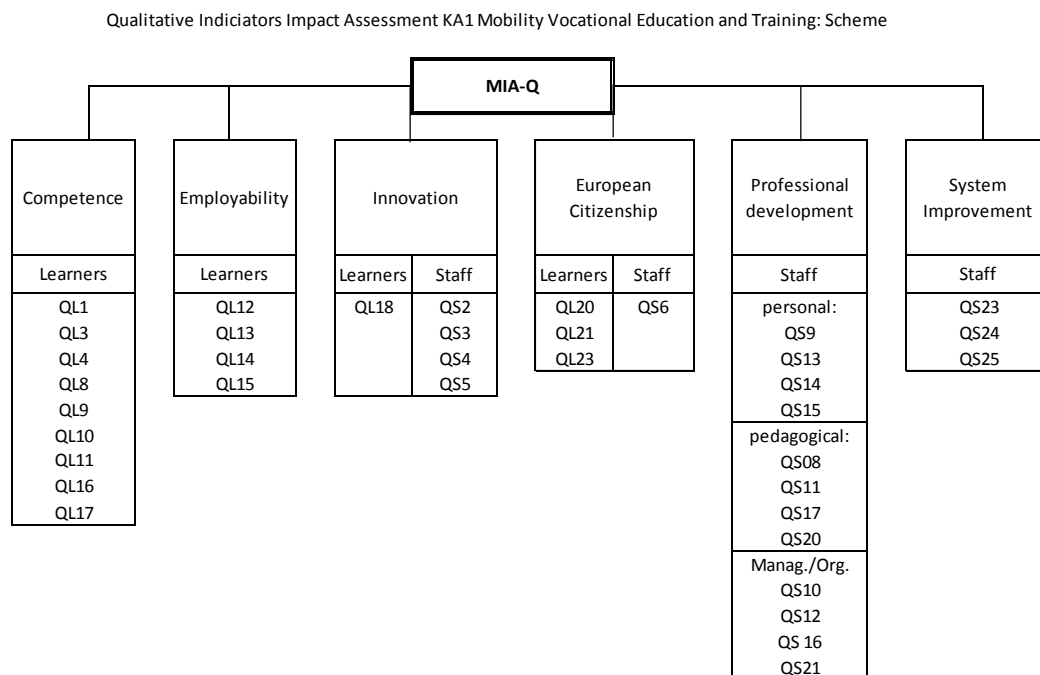 Qualitative Indiciators Impact Assessment KA1 Mobility Vocational Education and Training: Scheme
MIA-Q
Competence
Learners
QL1
QL3
QL4
QL8
QL9
QL10
QL11
QL16
QL17
Employability
Learners
QL12
QL13
QL14
QL15
Innovation
Learners
QL18
Staff
QS2
QS3
QS4
QS5
European
Citizenship
Learners
QL20
QL21
QL23
Staff
QS6
Professional
development
Staff
personal:
QS9
QS13
QS14
QS15
pedagogical:
QS08
QS11
QS17
QS20
Manag./Org.
QS10
QS12
QS 16
QS21
System
Improvement
Staff
QS23
QS24
QS25